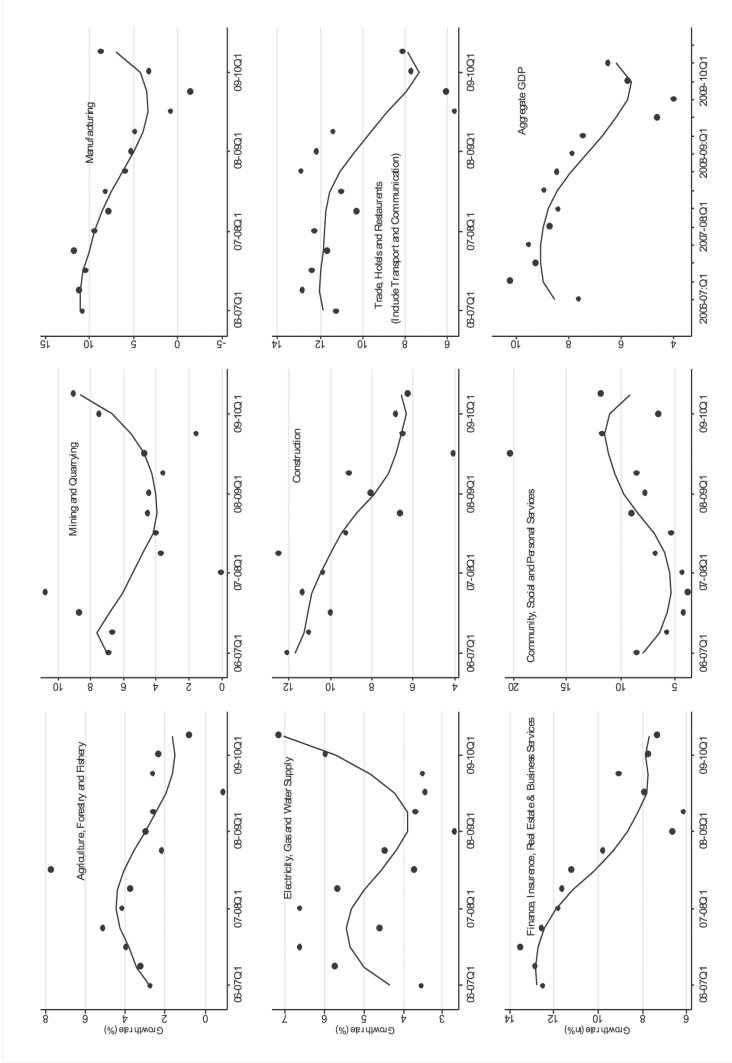 Agriculture, Forestry and Fishery
Growth rate (%)
8
6
4
2
0
06-07Q1 07-08Q1 08-09Q1 09-10Q1
Mining and Quarrying
10
8
6
4
2
0
06-07Q1 07-08Q1 08-09Q1 09-10Q1
Manufacturing
15
10
5
0
-5
06-07Q1 07-08Q1 08-09Q1 09-10Q1
Electricity, Gas and Water Supply
Growth rate (%)
7
6
5
4
3
06-07Q1 07-08Q1 08-09Q1 09-10Q1
Construction
12
10
8
6
4
06-07Q1 07-08Q1 08-09Q1 09-10Q1
Trade, Hotels and Restaurents
(Include Transport and Communication)
14
12
10
8
6
06-07Q1 07-08Q1 08-09Q1 09-10Q1
Finance, Insurence, Real Estate & Business Services
Growth rate (in%)
14
12
10
8
6
06-07Q1 07-08Q1 08-09Q1 09-10Q1
Community, Social and Personal Services
20
15
10
5
06-07Q1 07-08Q1 08-09Q1 09-10Q1
Aggregate GDP
10
8
6
4
2006-07:Q1 2007-08:Q1 2008-09:Q1 2009-10:Q1